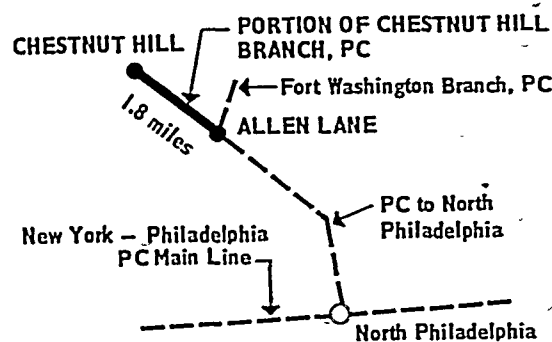 PORTION OF CHESTNUT HILL
BRANCH, PC
CHESTNUT HILL
Fort Washington Branch, PC
1.8 miles
ALLEN LANE
PC to North
Philadelphia
New York – Philadelphia
PC Main Line
North Philadelphia